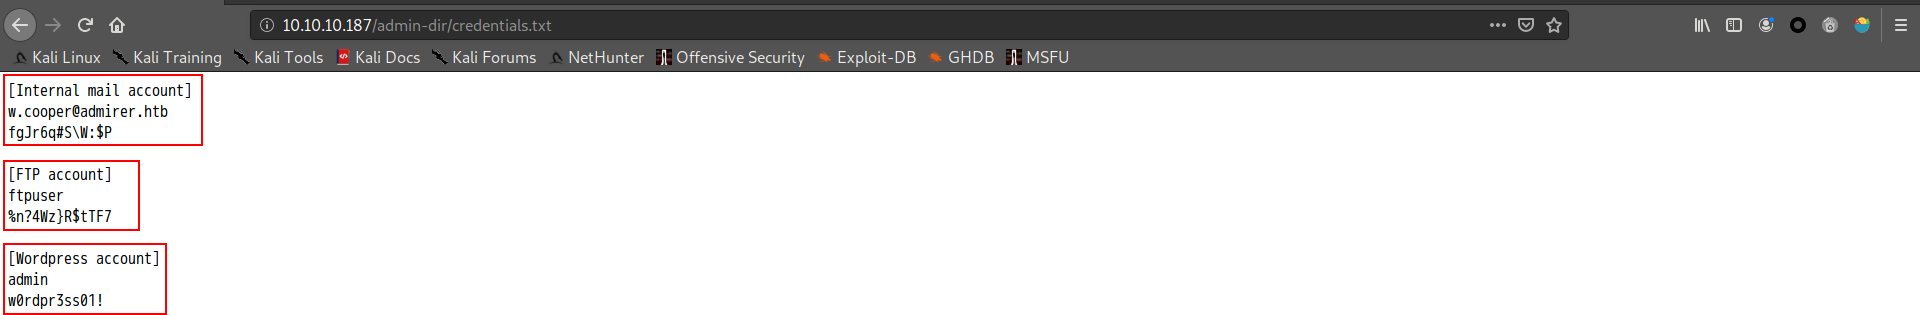 10.10.10.187/admin-dir/credentials.txt
Kali Linux Kali Training Kali Tools Kali Docs Kali Forums NetHunter Offensive Security Exploit-DB GHDB MSFU
[Internal mail account]
w.cooper@admirer.htb
fgJr6q#S\W:$P
[FTP account]
ftpuser
%n?4Wz}R$tTF7
[Wordpress account]
admin
w0rdpr3ss01!